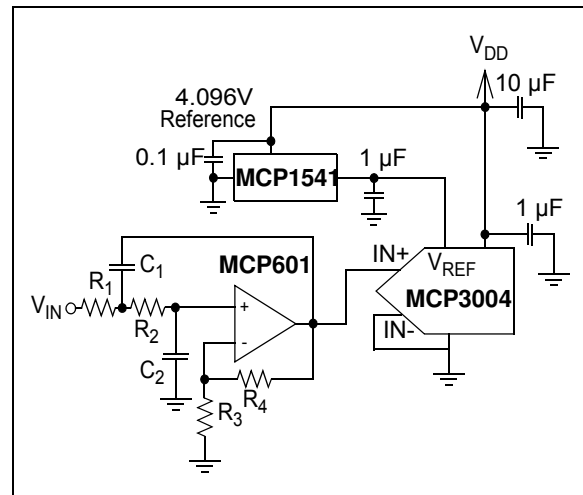 V_DD
10 µF
4.096V
Reference
0.1 µF
MCP1541
1 µF
1 µF
C_1
MCP601
IN+
V_REF
MCP3004
R_1
V_IN
R_2
+
-
IN-
C_2
R_4
R_3